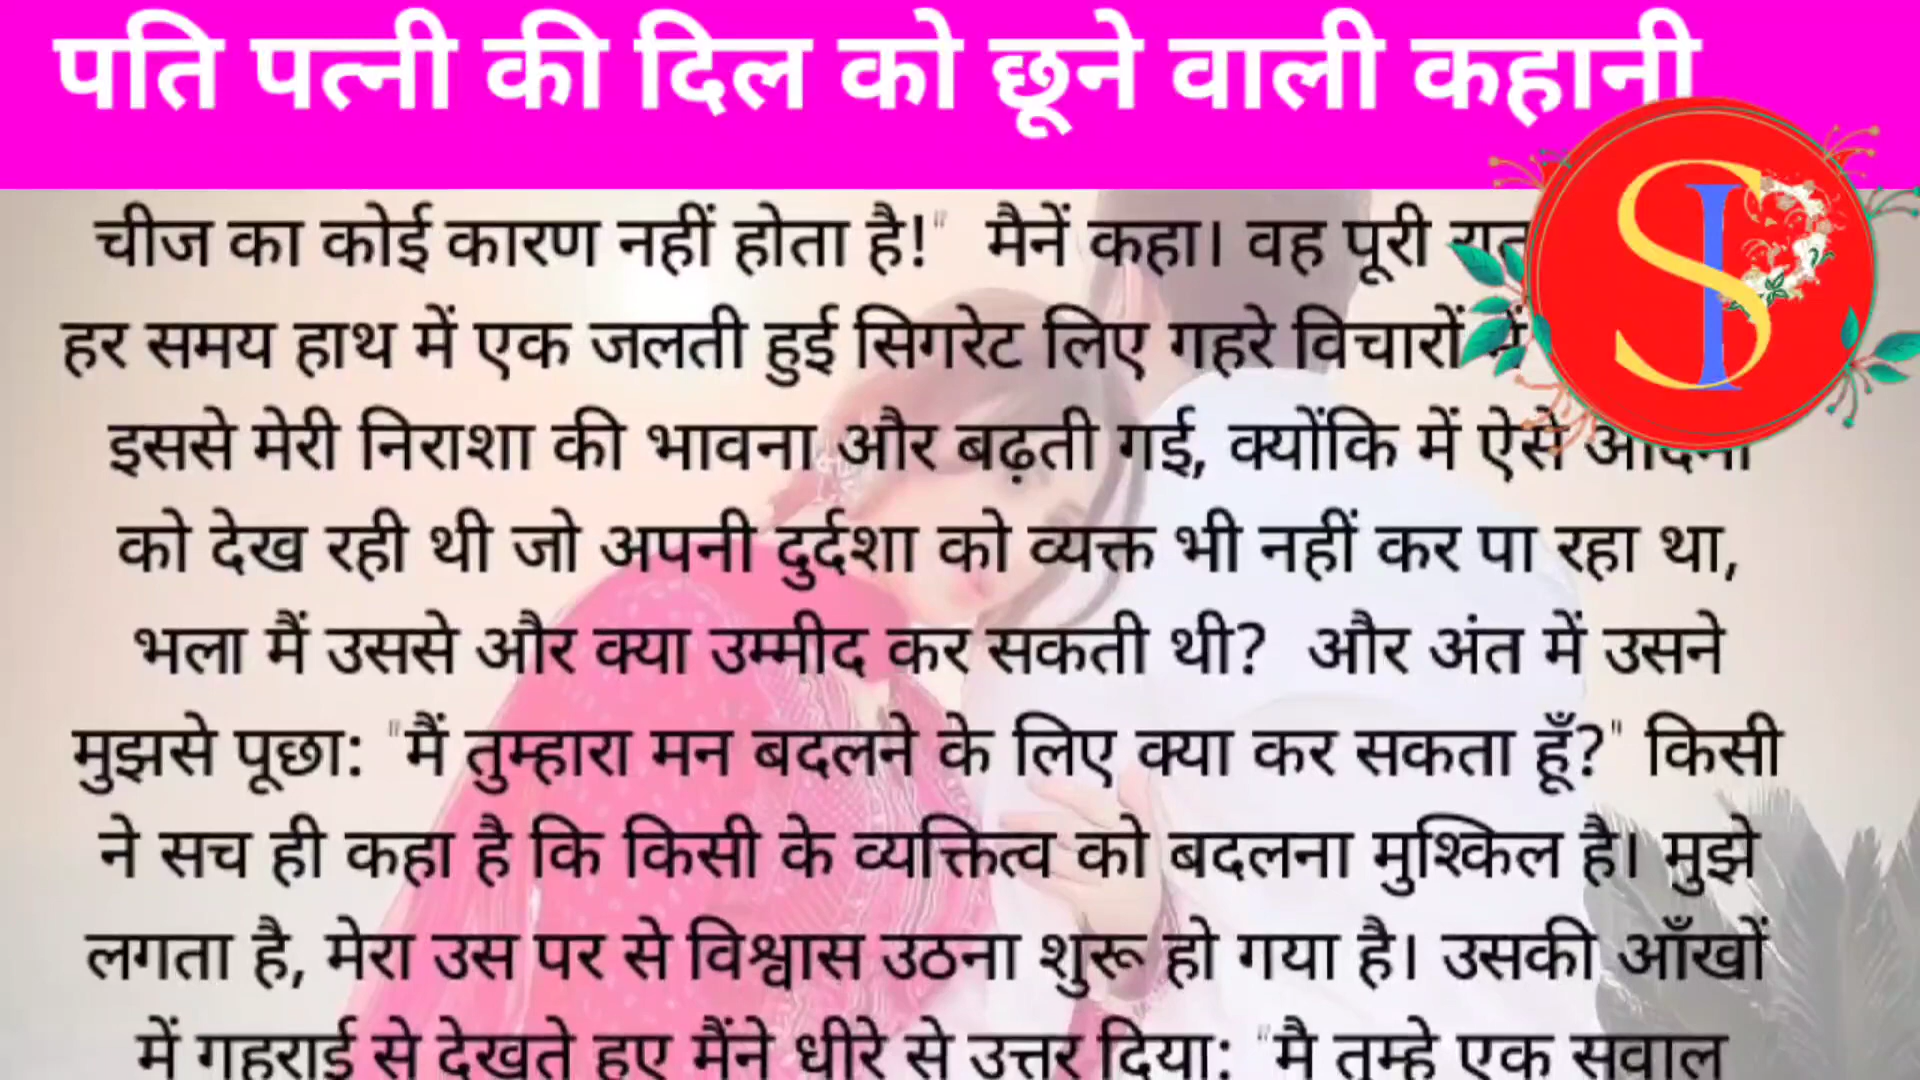 पति पत्नी की दिल को छूने वाली कहानी
चीज का कोई कारण नहीं होता है!" मैनें कहा। वह पूरी
हर समय हाथ में एक जलती हुई सिगरेट लिए गहरे विचारों में
इससे मेरी निराशा की भावना और बढ़ती गई, क्योंकि में ऐसे
को देख रही थी जो अपनी दुर्दशा को व्यक्त भी नहीं कर पा रहा था,
भला मैं उससे और क्या उम्मीद कर सकती थी? और अंत में उसने
मुझसे पूछा: "मैं तुम्हारा मन बदलने के लिए क्या कर सकता हूँ?" किसी
ने सच ही कहा है कि किसी के व्यक्तित्व को बदलना मुश्किल है। मुझे
लगता है, मेरा उस पर से विश्वास उठना शुरू हो गया है। उसकी आँखों
में गहराई से देखते हुए मैंने धीरे से उत्तर दिया: "मै तुम्हे एक सवाल
SI